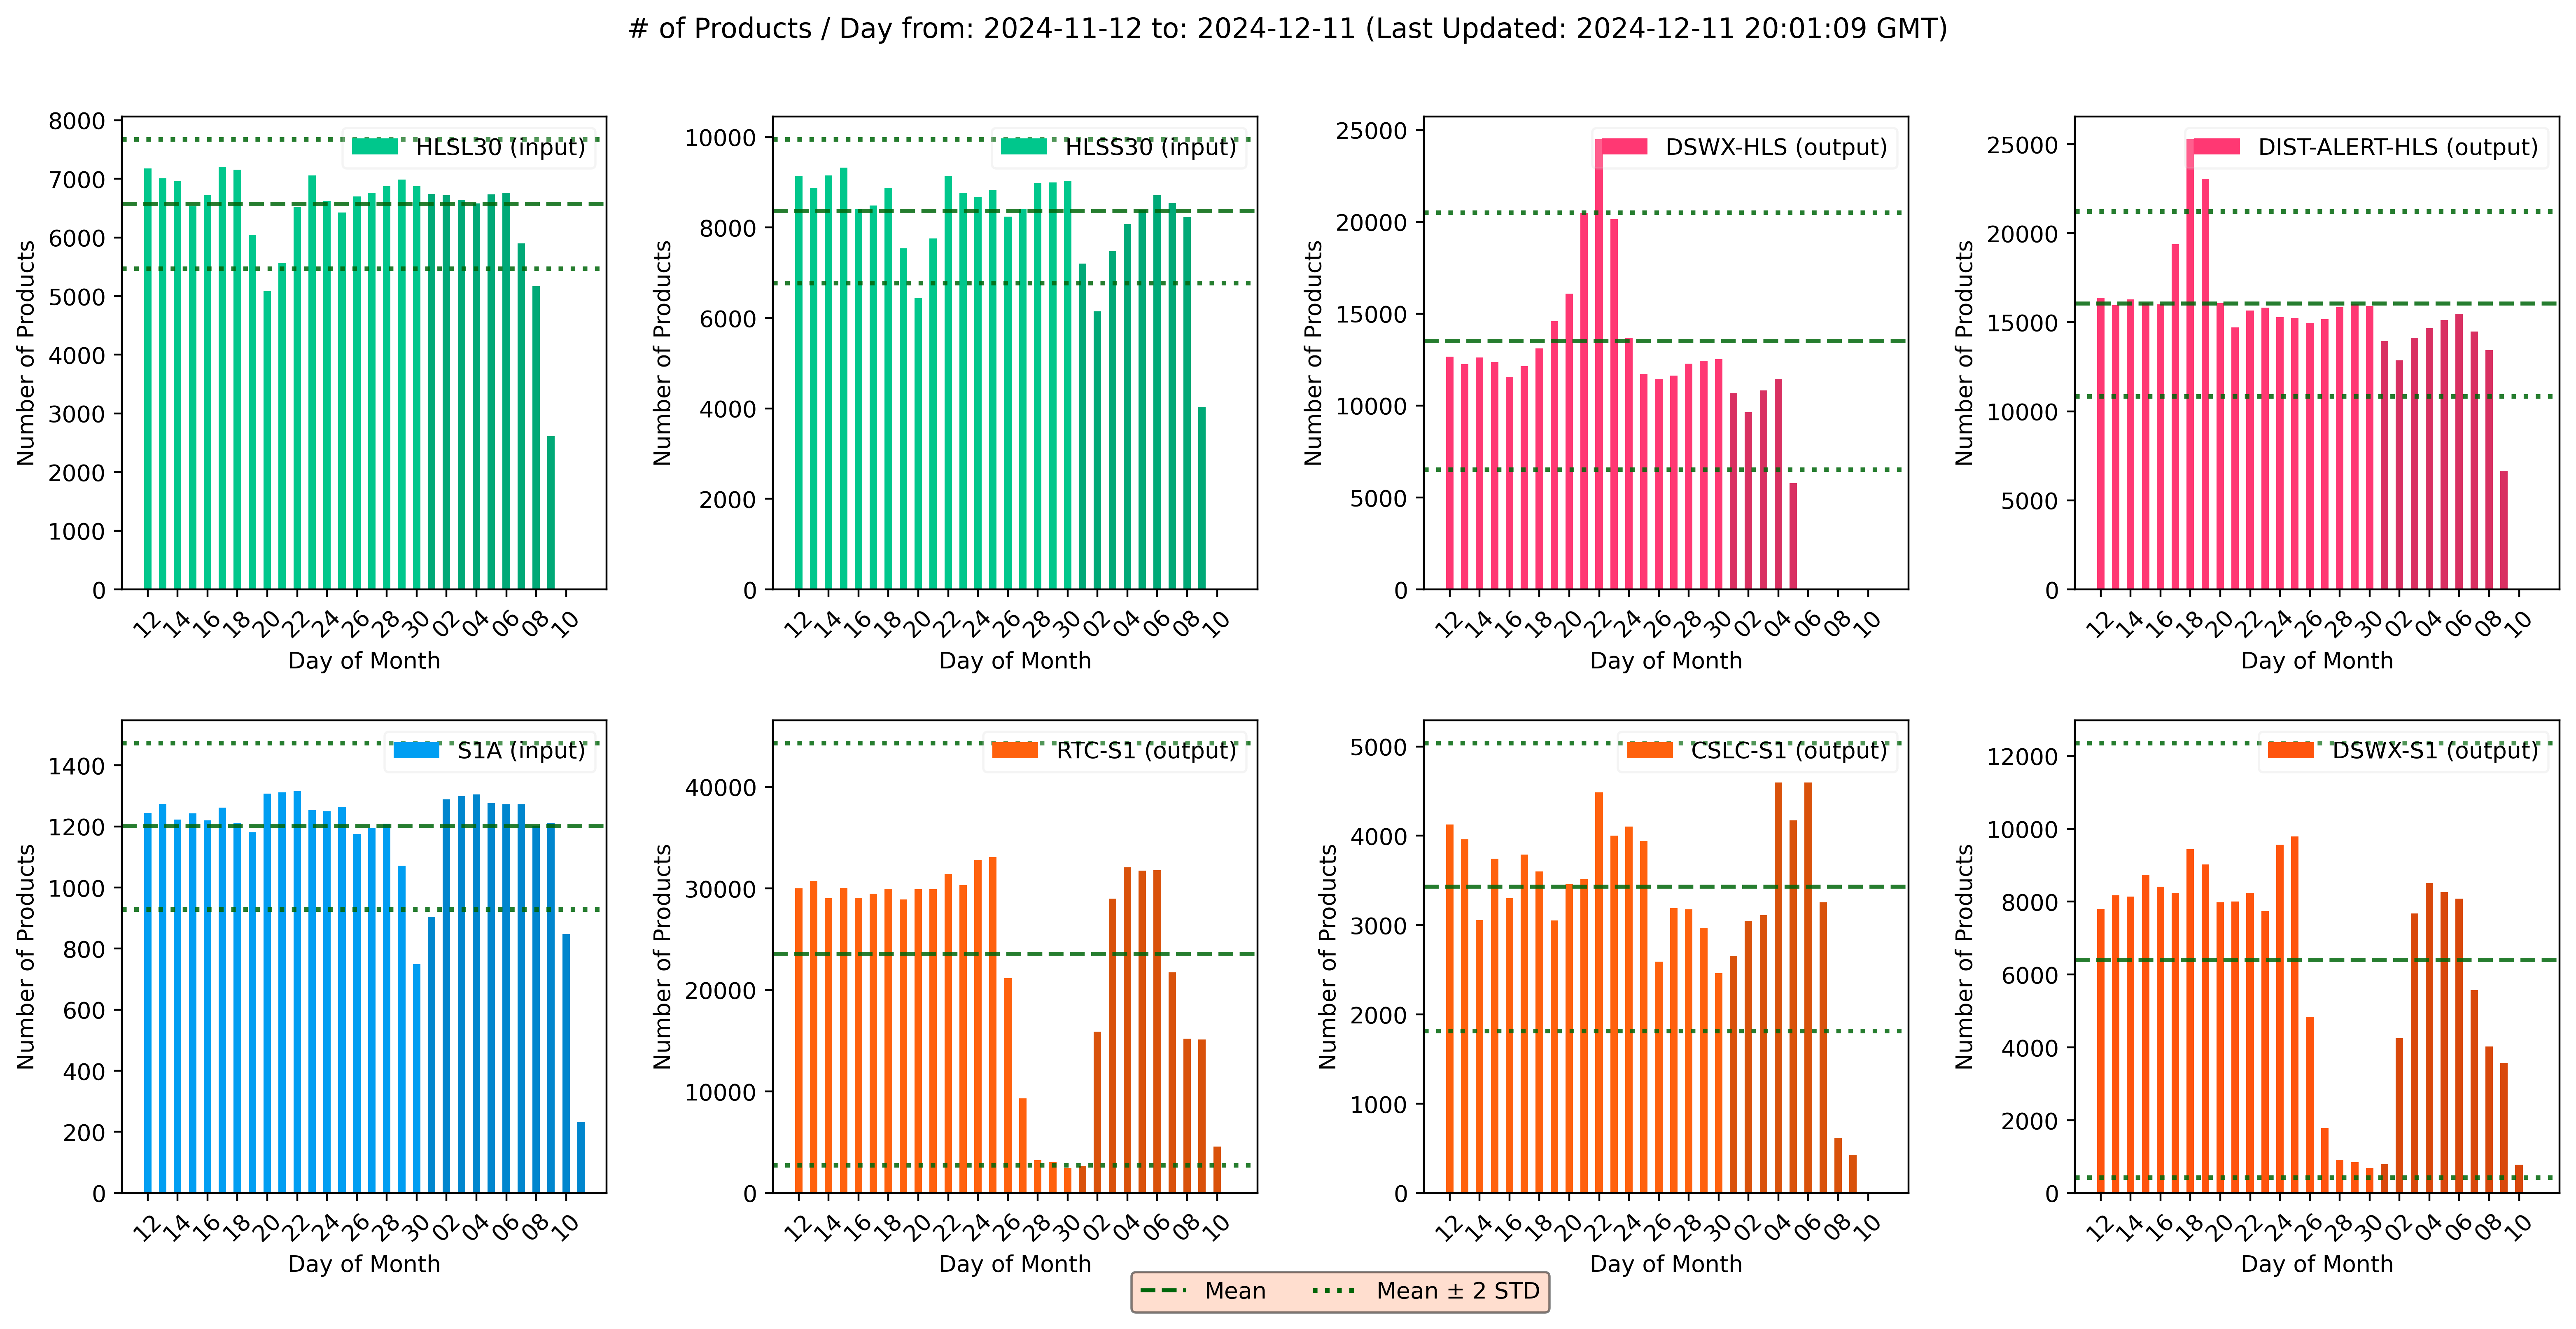 # of Products / Day from: 2024-11-12 to: 2024-12-11 (Last Updated: 2024-12-11 20:01:09 GMT)
HLSL30 (input)
Number of Products
8000
7000
6000
5000
4000
3000
2000
1000
0
12 14 16 18 20 22 24 26 28 30 02 04 06 08 10
Day of Month
HLSS30 (input)
Number of Products
10000
8000
6000
4000
2000
0
12 14 16 18 20 22 24 26 28 30 02 04 06 08 10
Day of Month
DSWX-HLS (output)
Number of Products
25000
20000
15000
10000
5000
0
12 14 16 18 20 22 24 26 28 30 02 04 06 08 10
Day of Month
DIST-ALERT-HLS (output)
Number of Products
25000
20000
15000
10000
5000
0
12 14 16 18 20 22 24 26 28 30 02 04 06 08 10
Day of Month
S1A (input)
Number of Products
1400
1200
1000
800
600
400
200
0
12 14 16 18 20 22 24 26 28 30 02 04 06 08 10
Day of Month
RTC-S1 (output)
Number of Products
40000
30000
20000
10000
0
12 14 16 18 20 22 24 26 28 30 02 04 06 08 10
Day of Month
CSLC-S1 (output)
Number of Products
5000
4000
3000
2000
1000
0
12 14 16 18 20 22 24 26 28 30 02 04 06 08 10
Day of Month
DSWX-S1 (output)
Number of Products
12000
10000
8000
6000
4000
2000
0
12 14 16 18 20 22 24 26 28 30 02 04 06 08 10
Day of Month
Mean
Mean ± 2 STD